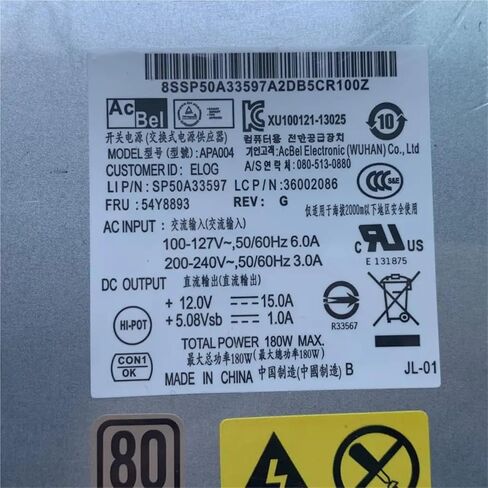 8SSP50A33597A2DB5CR100Z
AcBel
XU100121-13025
10
开关电源(交换式电源供应器)
컴퓨터용 전원공급장치
MODEL型号(型號): APA004
기업고객명: AcBel Electronic (WUHAN) Co., Ltd
CUSTOMER ID: ELOG
A/S연락처: 080-513-0880
LI P/N: SP50A33597
LC P/N: 36002086
FRU : 54Y8893
REV: G
仅适用于海拔2000m以下地区安全使用
AC INPUT : 交流输入(交流輸入)
100-127V~,50/60Hz 6.0A
200-240V~,50/60Hz 3.0A
c UL US
E 131875
DC OUTPUT 直流输出(直流輸出)
+ 12.0V 15.0A
+ 5.08Vsb 1.0A
HI-POT
R33567
CON1
OK
TOTAL POWER 180W MAX.
最大总功率180W(最大總功率180W)
MADE IN CHINA 中国制造(中國製造) B
JL-01
80